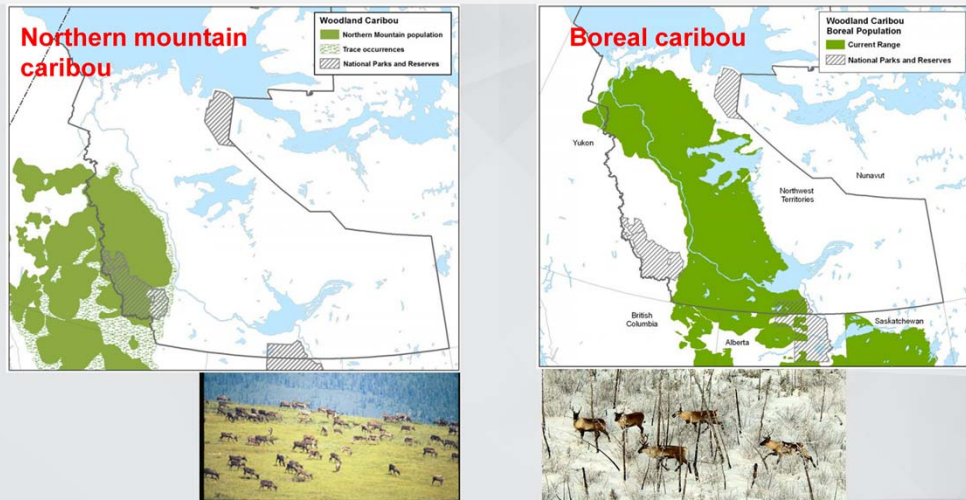 Northern mountain
caribou
Woodland Caribou
Northern Mountain population
Trace occurrences
National Parks and Reserves
Boreal caribou
Woodland Caribou
Boreal Population
Current Range
National Parks and Reserves
Yukon
Nunavut
Northwest
Territories
British
Columbia
Alberta
Saskatchewan